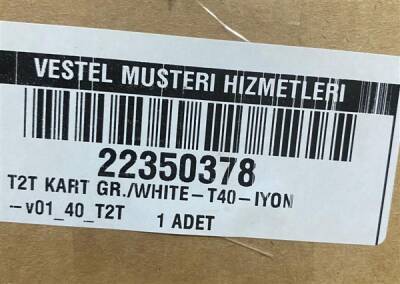 VESTEL MUSTERI HIZMETLERI
22350378
T2T KART GR./WHITE-T40-IYON
--v01_40_T2T 1 ADET